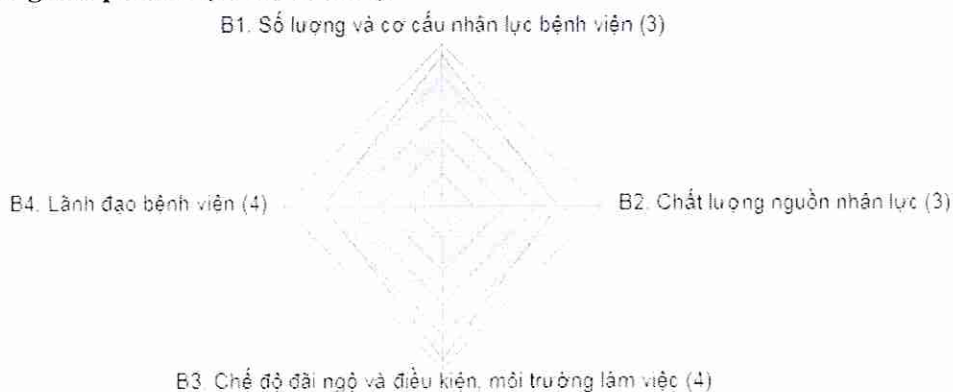 B1. Số lượng và cơ cấu nhân lực bệnh viện (3)
B4. Lãnh đạo bệnh viện (4)
B2. Chất lượng nguồn nhân lực (3)
B3. Chế độ đãi ngộ và điều kiện, môi trường làm việc (4)